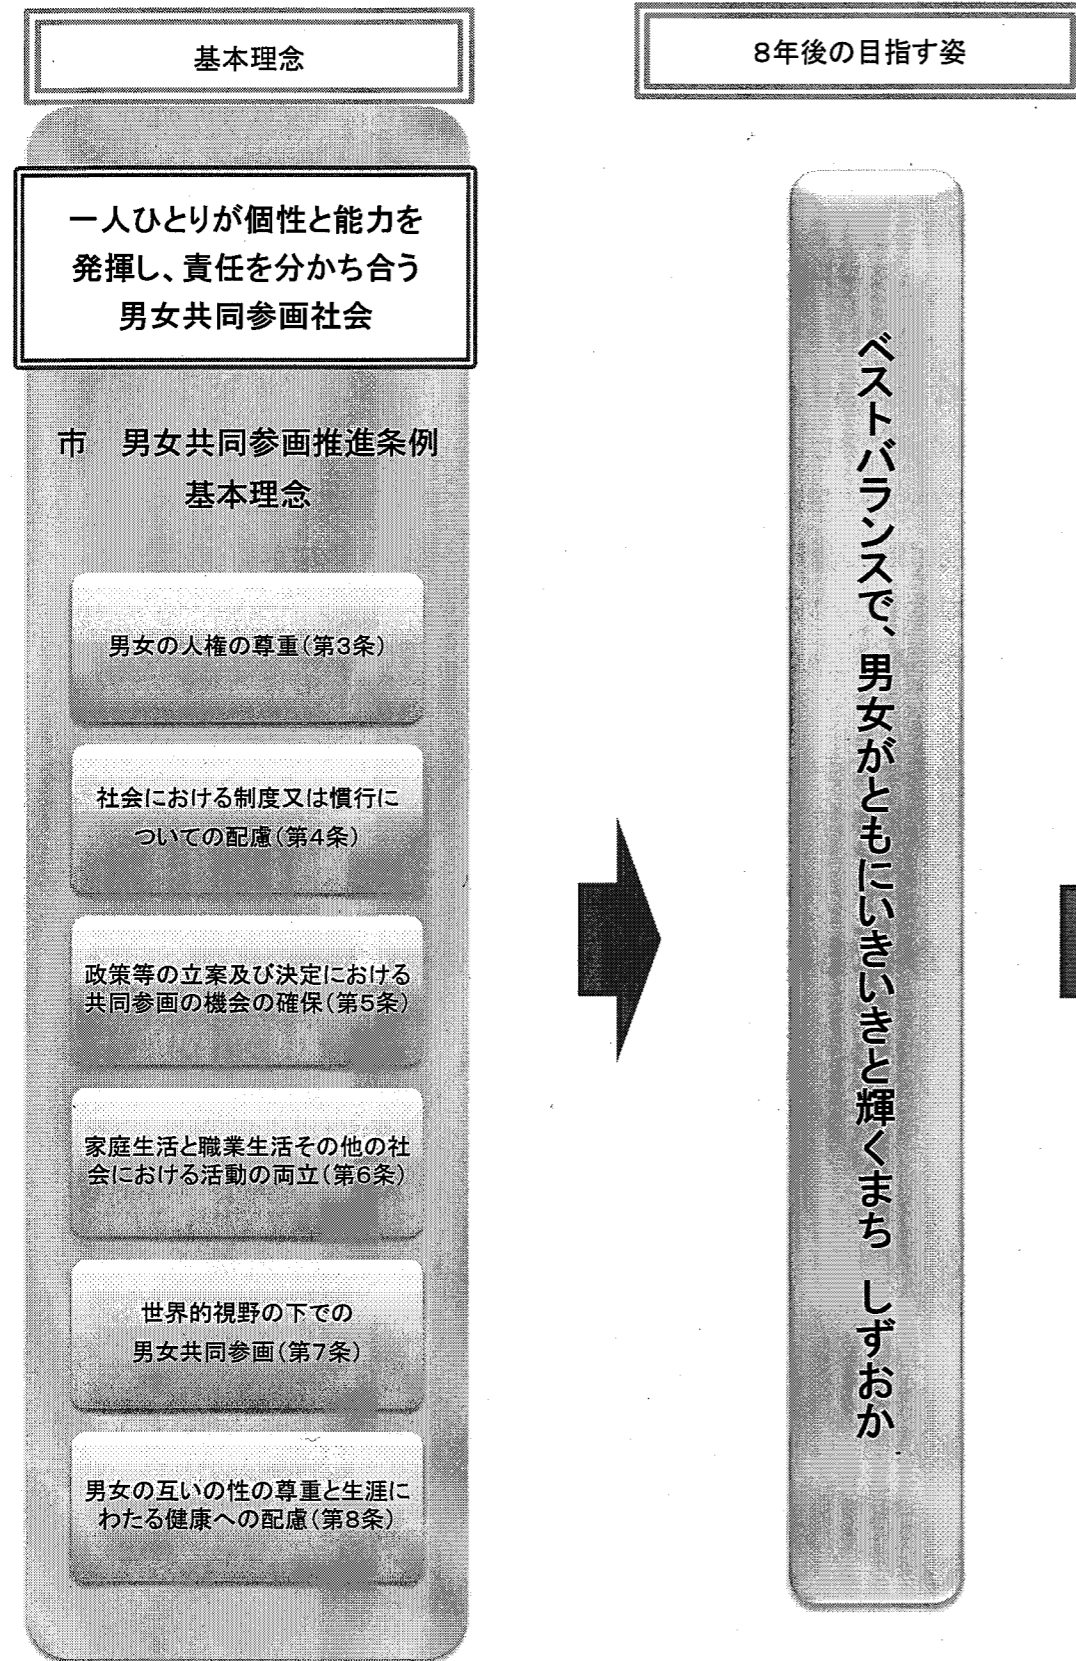 基本理念
一人ひとりが個性と能力を
発揮し、責任を分かち合う
男女共同参画社会
市　男女共同参画推進条例
基本理念
男女の人権の尊重(第3条)
社会における制度又は慣行に
ついての配慮(第4条)
政策等の立案及び決定における
共同参画の機会の確保(第5条)
家庭生活と職業生活その他の社
会における活動の両立(第6条)
世界的視野の下での
男女共同参画(第7条)
男女の互いの性の尊重と生涯に
わたる健康への配慮(第8条)
8年後の目指す姿
ベストバランスで、男女がともにいきいきと輝くまち　しずおか